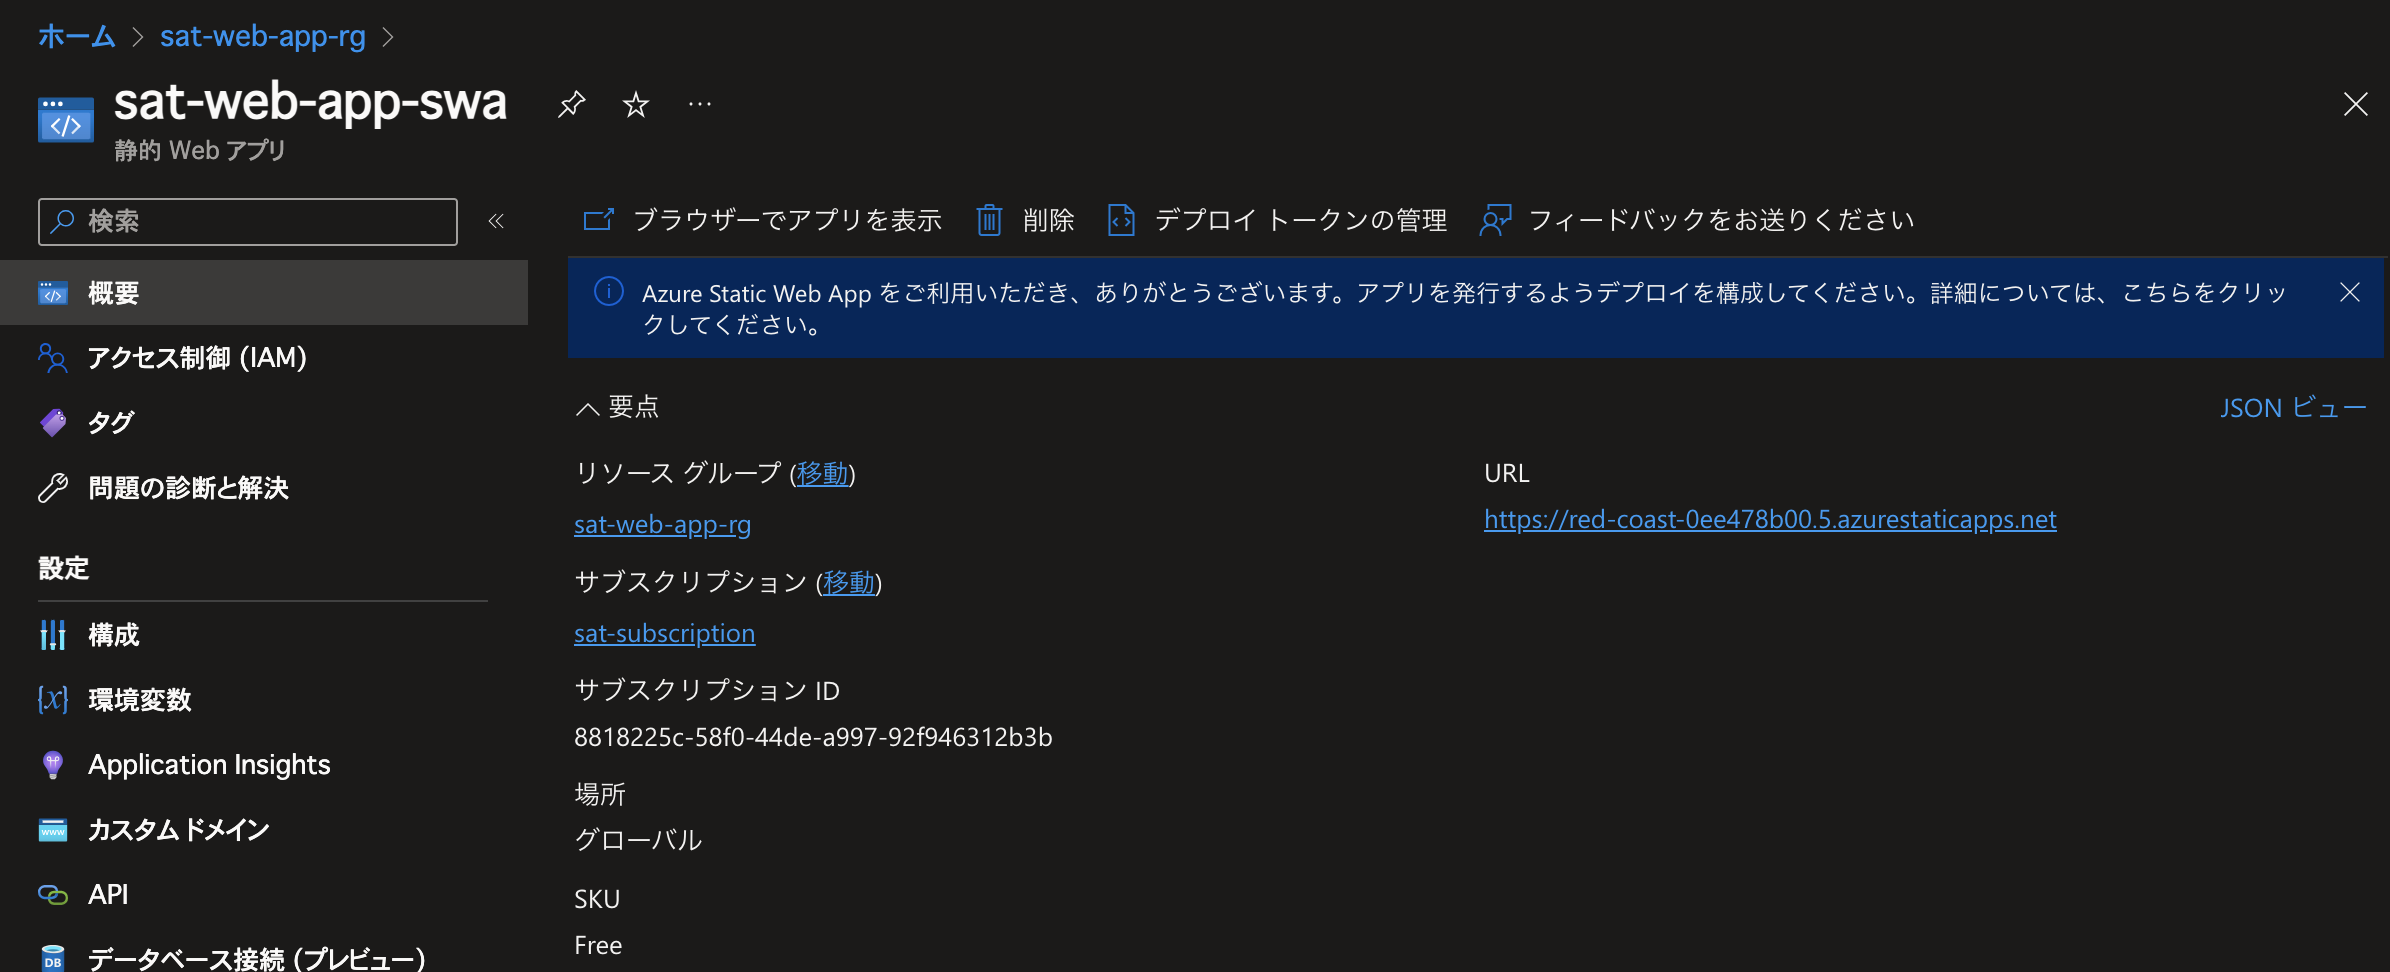 ホーム > sat-web-app-rg >
sat-web-app-swa
静的 Web アプリ
検索
概要
アクセス制御 (IAM)
タグ
問題の診断と解決
設定
構成
環境変数
Application Insights
カスタム ドメイン
API
データベース接続 (プレビュー)
ブラウザーでアプリを表示 削除 デプロイ トークンの管理 フィードバックをお送りください
Azure Static Web App をご利用いただき、ありがとうございます。アプリを発行するようデプロイを構成してください。詳細については、こちらをクリッ
クしてください。
要点
JSON ビュー
リソース グループ (移動)
sat-web-app-rg
サブスクリプション (移動)
sat-subscription
サブスクリプション ID
8818225c-58f0-44de-a997-92f946312b3b
場所
グローバル
SKU
Free
URL
https://red-coast-0ee478b00.5.azurestaticapps.net